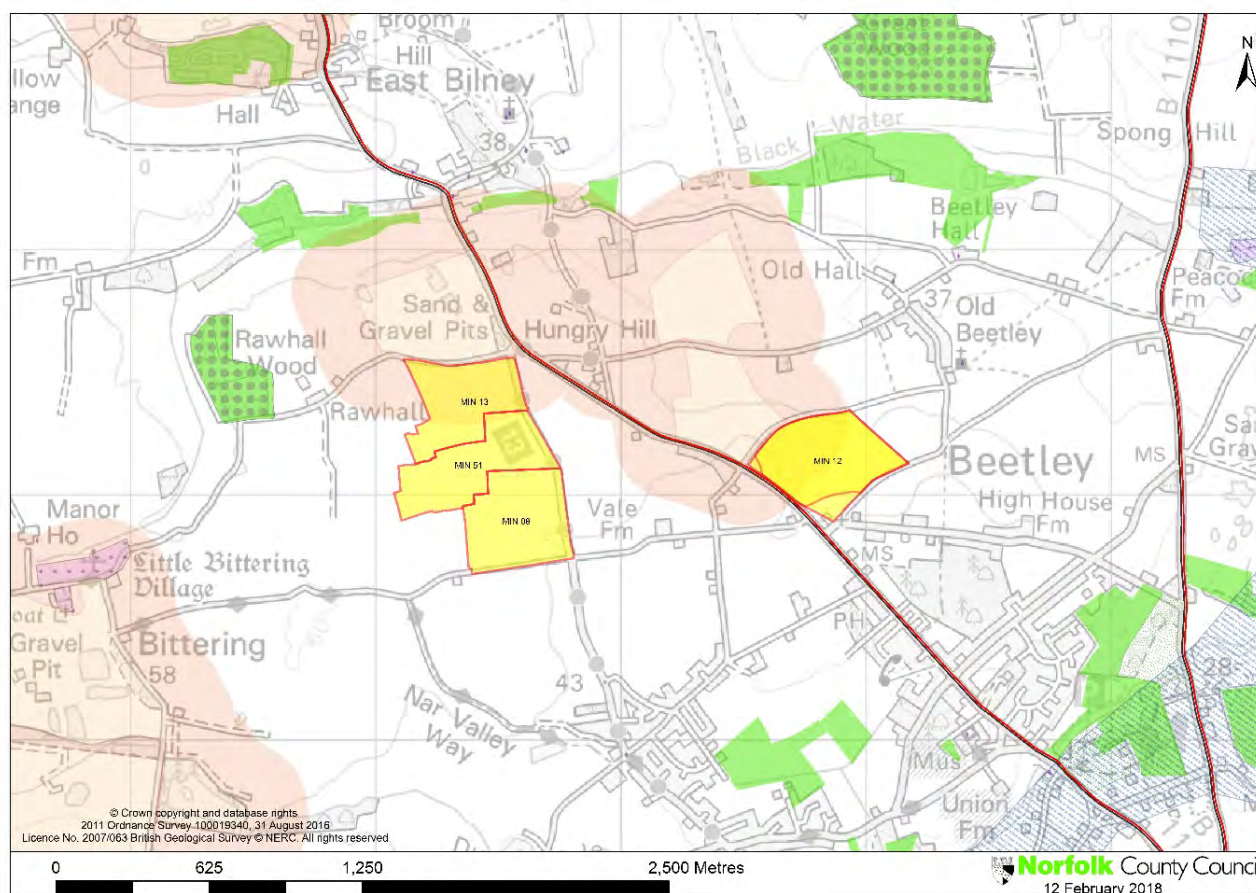 Broom
Hill
East Bilney
Hall
38
Black Water
B 1110
N
Spong Hill
Beetley
Hall
Fm
Old Hall
Peacoc
Fm
37
Old
Beetley
Sand &
Gravel Pits
Hungry Hill
Rawhall
Wood
Rawhall
MIN 13
MIN 51
MIN 08
MIN 12
Beetley
MS
High House
Fm
Manor
Ho
Vale
Fm
Little Bittering
Village
MS
Gravel
Pit
Bittering
58
PH
43
28
Nar Valley
Way
Mus
Union
Fm
© Crown copyright and database rights
2011 Ordnance Survey 100019340, 31 August 2016
Licence No. 2007/063 British Geological Survey © NERC. All rights reserved
0 625 1,250 2,500 Metres
Norfolk County Counci
12 February 2018